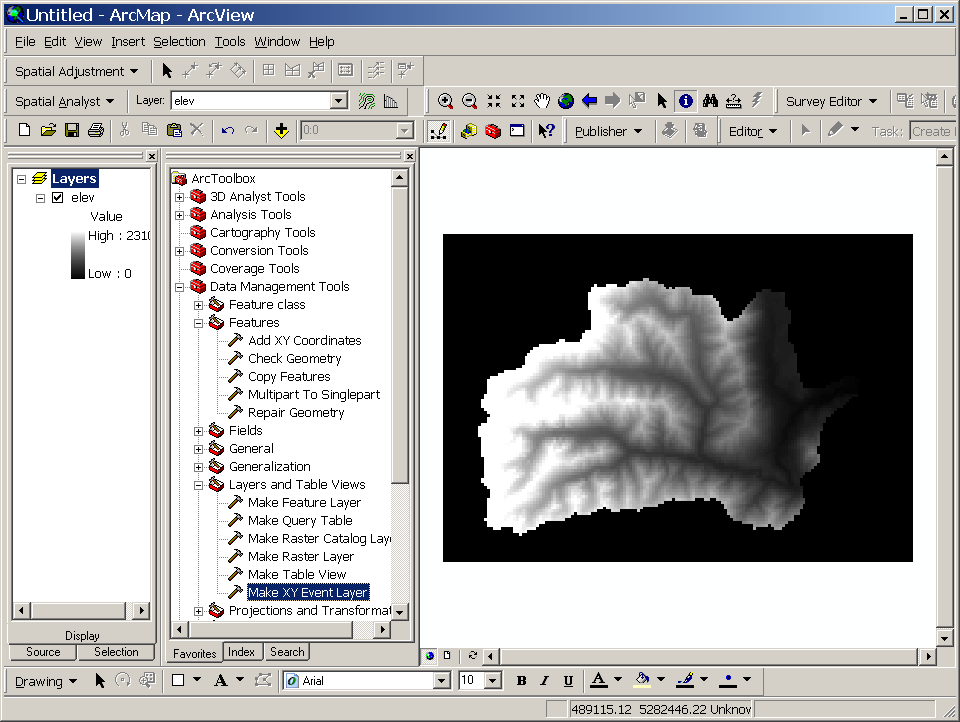 Untitled - ArcMap - ArcView
File Edit View Insert Selection Tools Window Help
Spatial Adjustment
Spatial Analyst Layer: elev Survey Editor
0:0 Publisher Editor Task: Create
Layers
elev
Value
High : 2310
Low : 0
Display
Source Selection
ArcToolbox
3D Analyst Tools
Analysis Tools
Cartography Tools
Conversion Tools
Coverage Tools
Data Management Tools
Feature class
Features
Add XY Coordinates
Check Geometry
Copy Features
Multipart To Singlepart
Repair Geometry
Fields
General
Generalization
Layers and Table Views
Make Feature Layer
Make Query Table
Make Raster Catalog Lay
Make Raster Layer
Make Table View
Make XY Event Layer
Projections and Transformat
Favorites Index Search
Drawing A Arial 10 B I U A
489115.12 5282446.22 Unknow